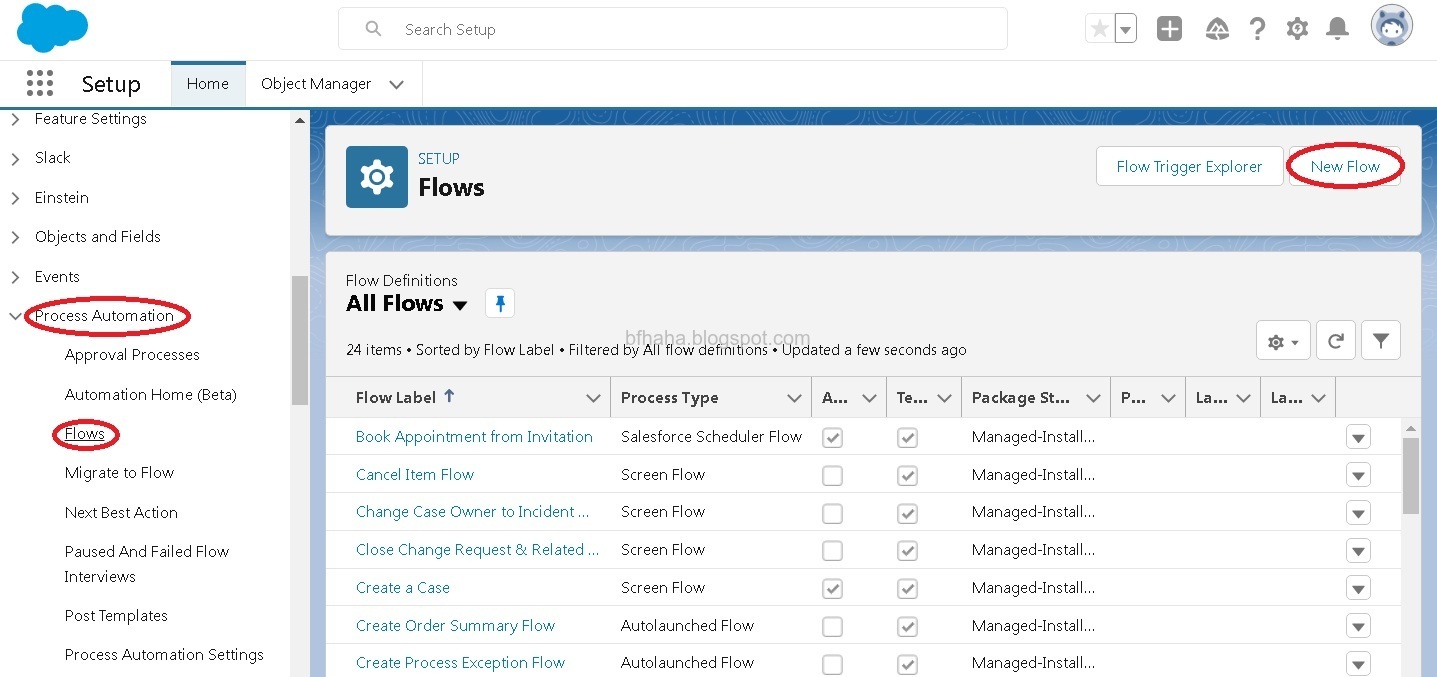 Search Setup
Setup
Home
Object Manager
Feature Settings
Slack
Einstein
Objects and Fields
Events
Process Automation
Approval Processes
Automation Home (Beta)
Flows
Migrate to Flow
Next Best Action
Paused And Failed Flow
Interviews
Post Templates
Process Automation Settings
SETUP
Flows
Flow Trigger Explorer
New Flow
Flow Definitions
All Flows
bfhaha.blogspot.com
24 items • Sorted by Flow Label • Filtered by All flow definitions • Updated a few seconds ago
Flow Label Process Type A... Te... Package St... P... La... La...
Book Appointment from Invitation Salesforce Scheduler Flow Managed-Install...
Cancel Item Flow Screen Flow Managed-Install...
Change Case Owner to Incident ... Screen Flow Managed-Install...
Close Change Request & Related ... Screen Flow Managed-Install...
Create a Case Screen Flow Managed-Install...
Create Order Summary Flow Autolaunched Flow Managed-Install...
Create Process Exception Flow Autolaunched Flow Managed-Install...